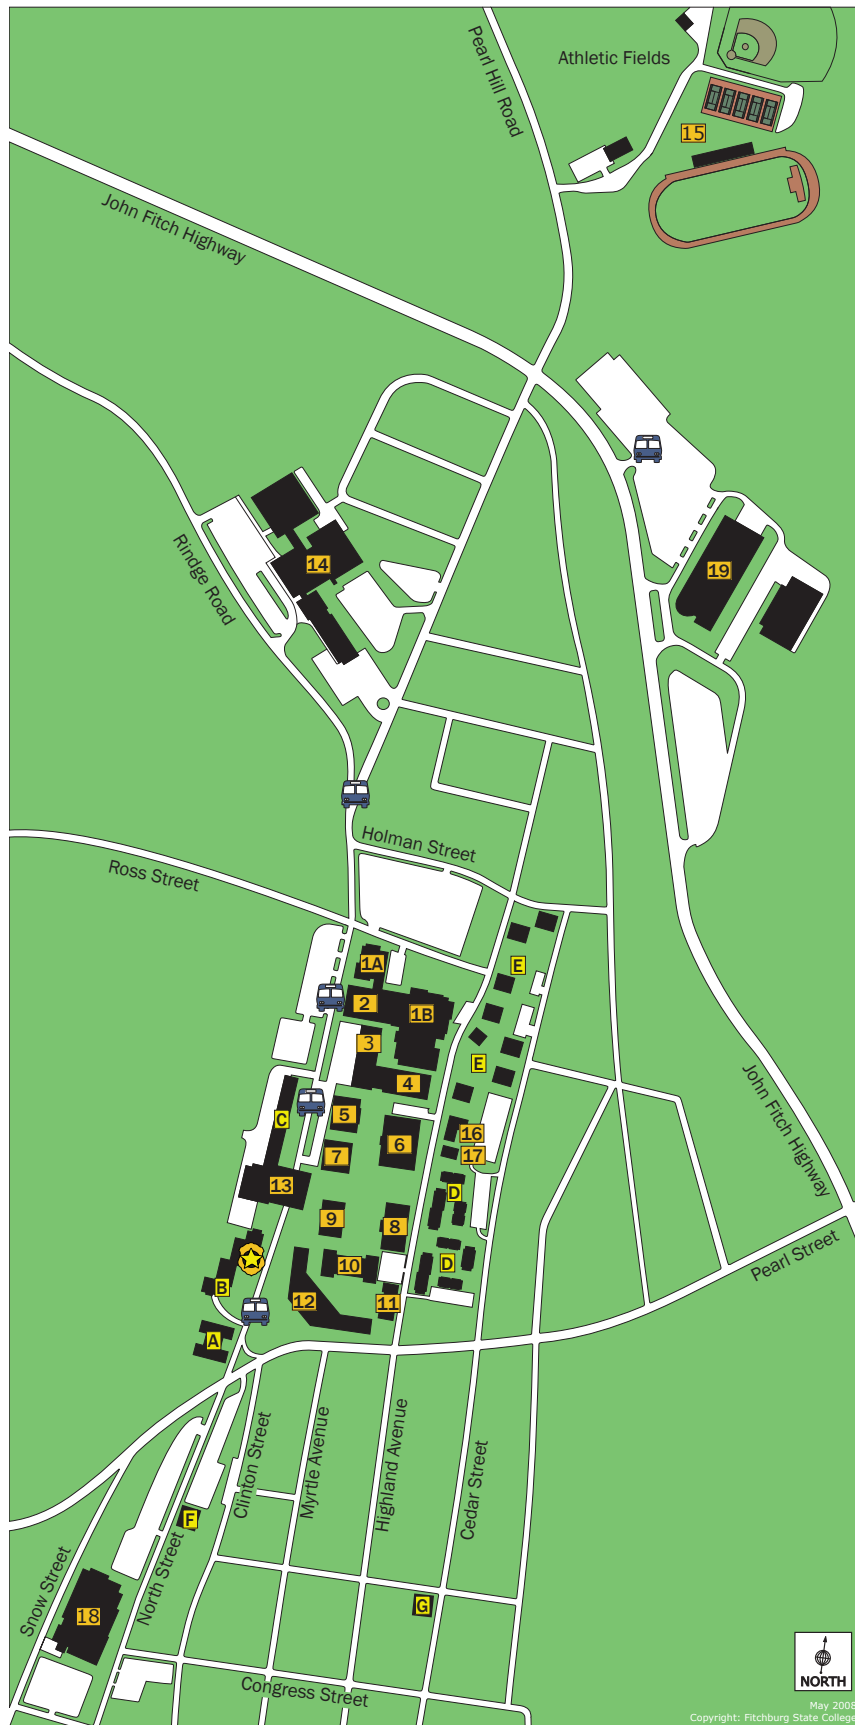 Pearl Hill Road
Athletic Fields
15
John Fitch Highway
Rindge Road
14
19
Holman Street
Ross Street
1A
E
2
1B
3
E
4
C
5
16
6
7
17
13
D
9
8
10
D
B
12
11
A
John Fitch Highway
Pearl Street
Clinton Street
Myrtle Avenue
Highland Avenue
Cedar Street
F
Snow Street
North Street
18
G
Congress Street
NORTH
May 2008
Copyright: Fitchburg State College